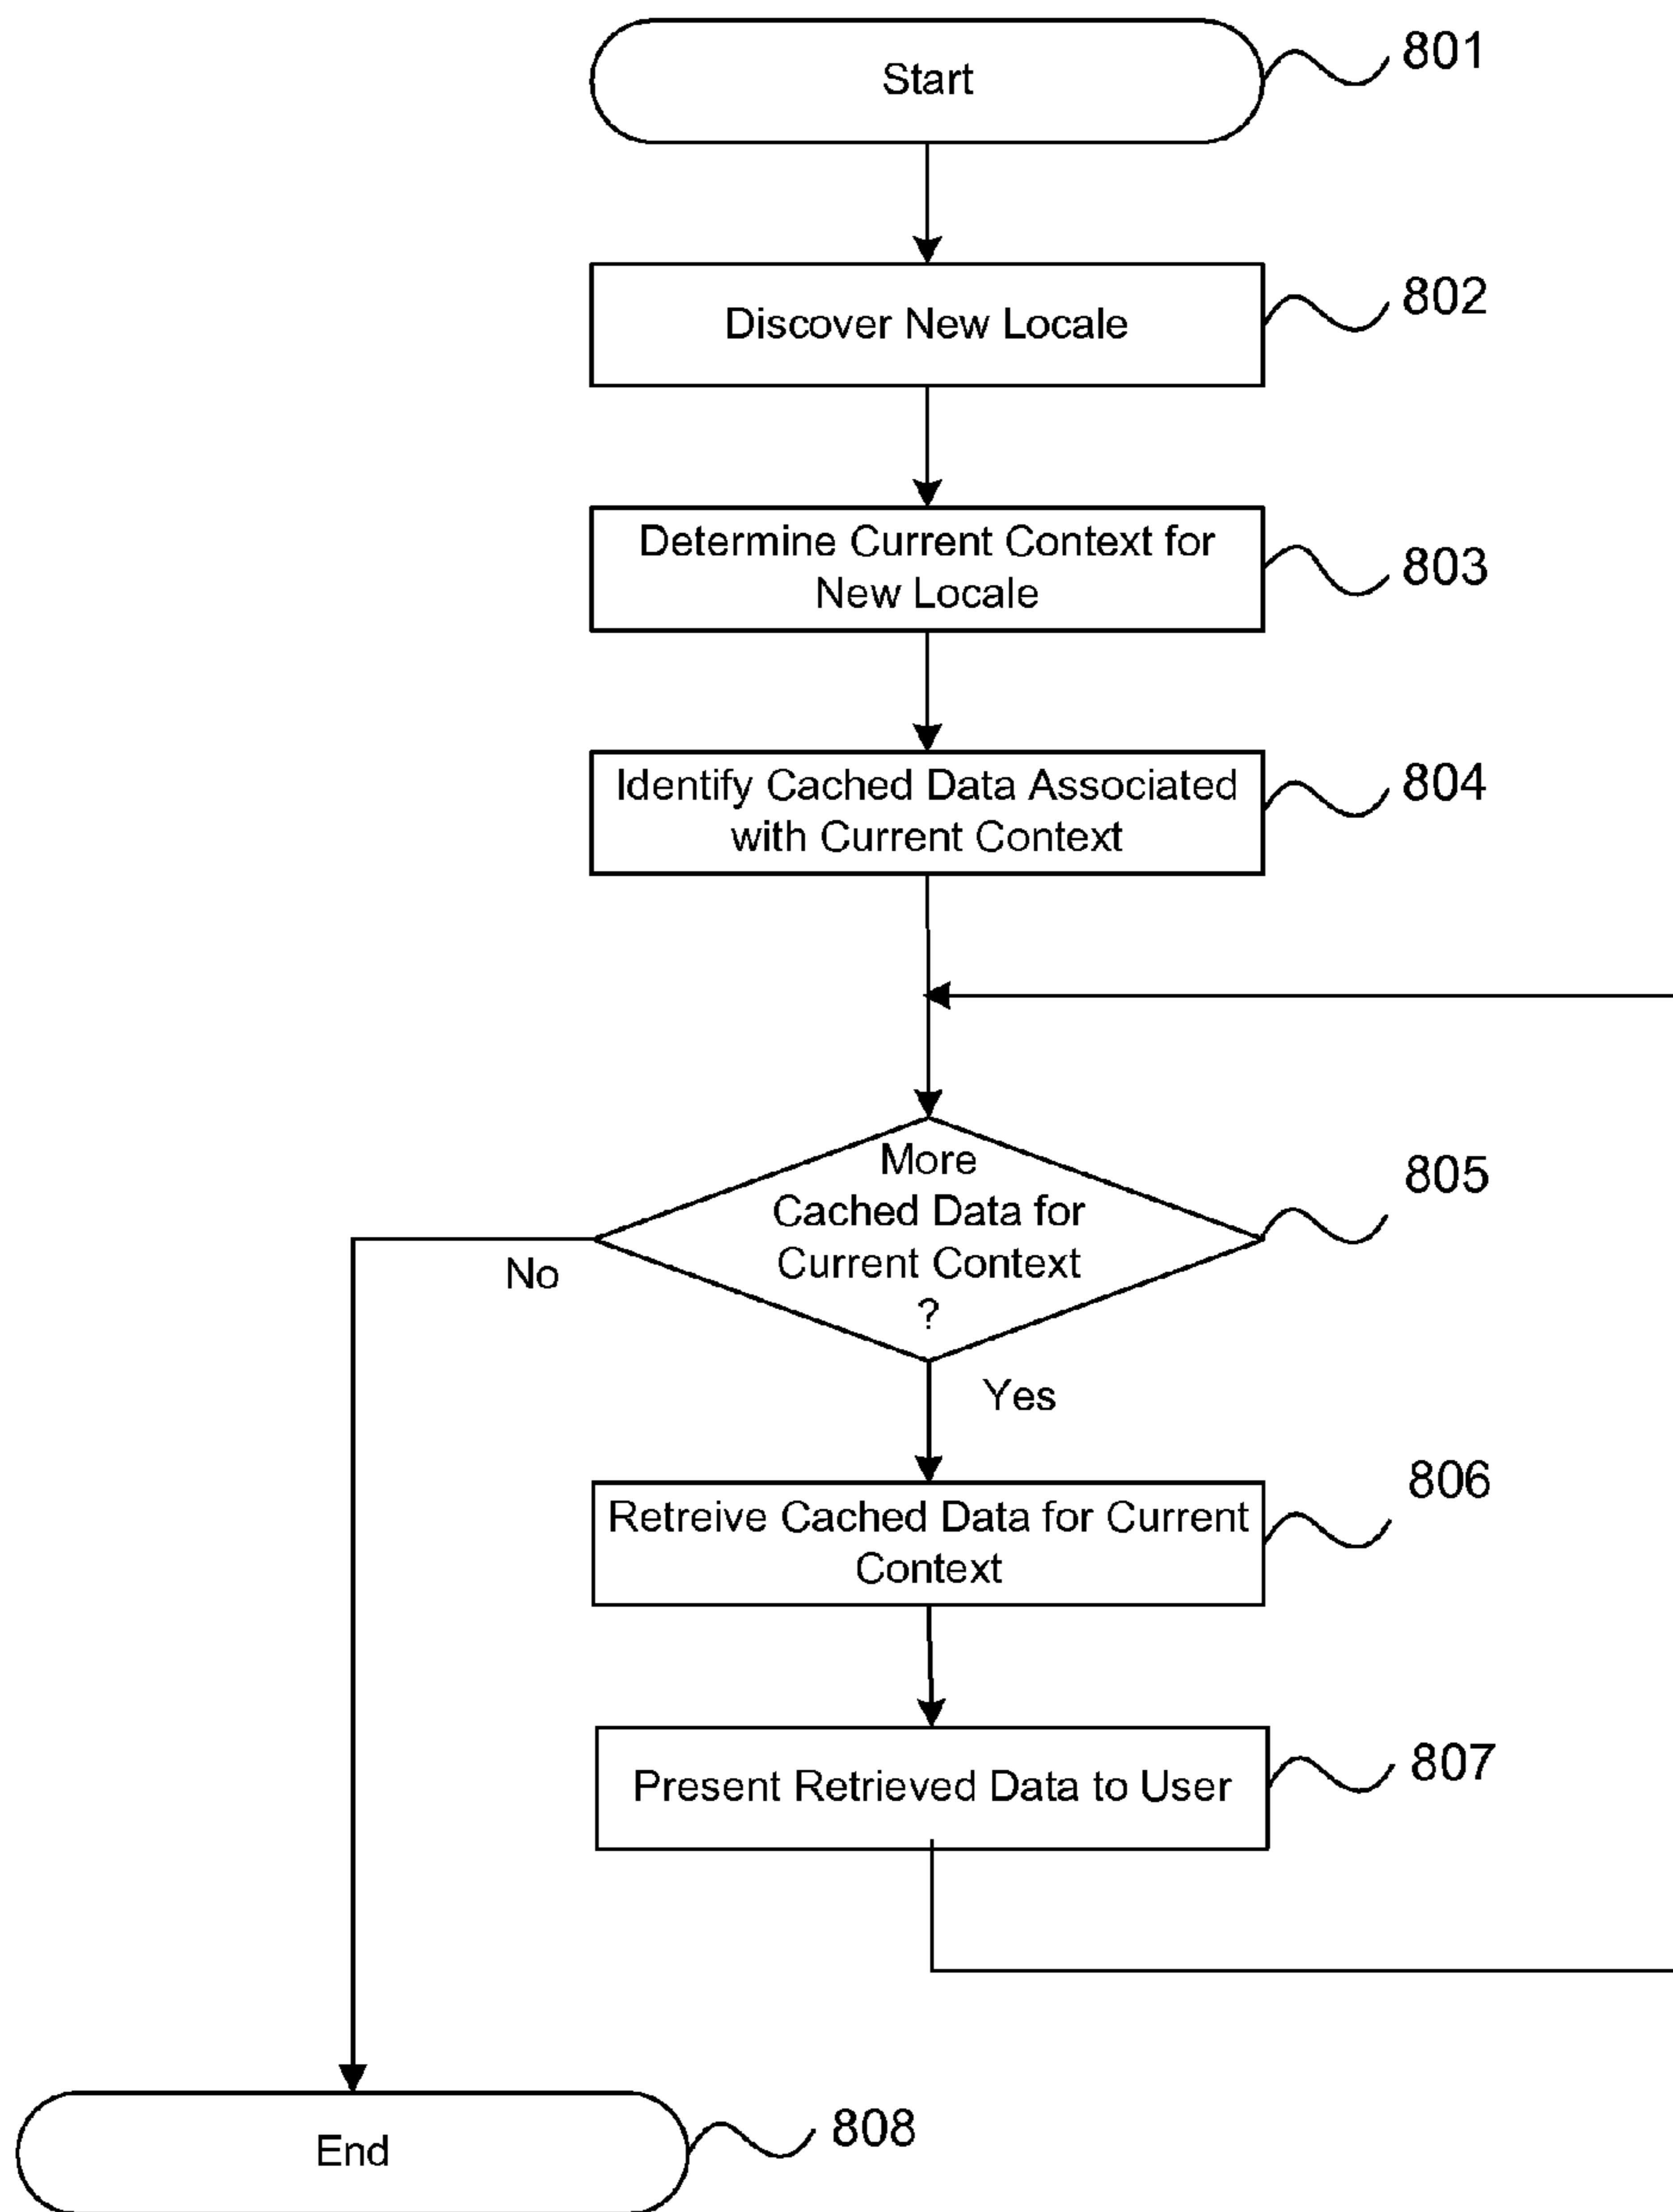 Start
801
Discover New Locale
802
Determine Current Context for
New Locale
803
Identify Cached Data Associated
with Current Context
804
More
Cached Data for
Current Context
?
805
No
Yes
Retreive Cached Data for Current
Context
806
Present Retrieved Data to User
807
End
808